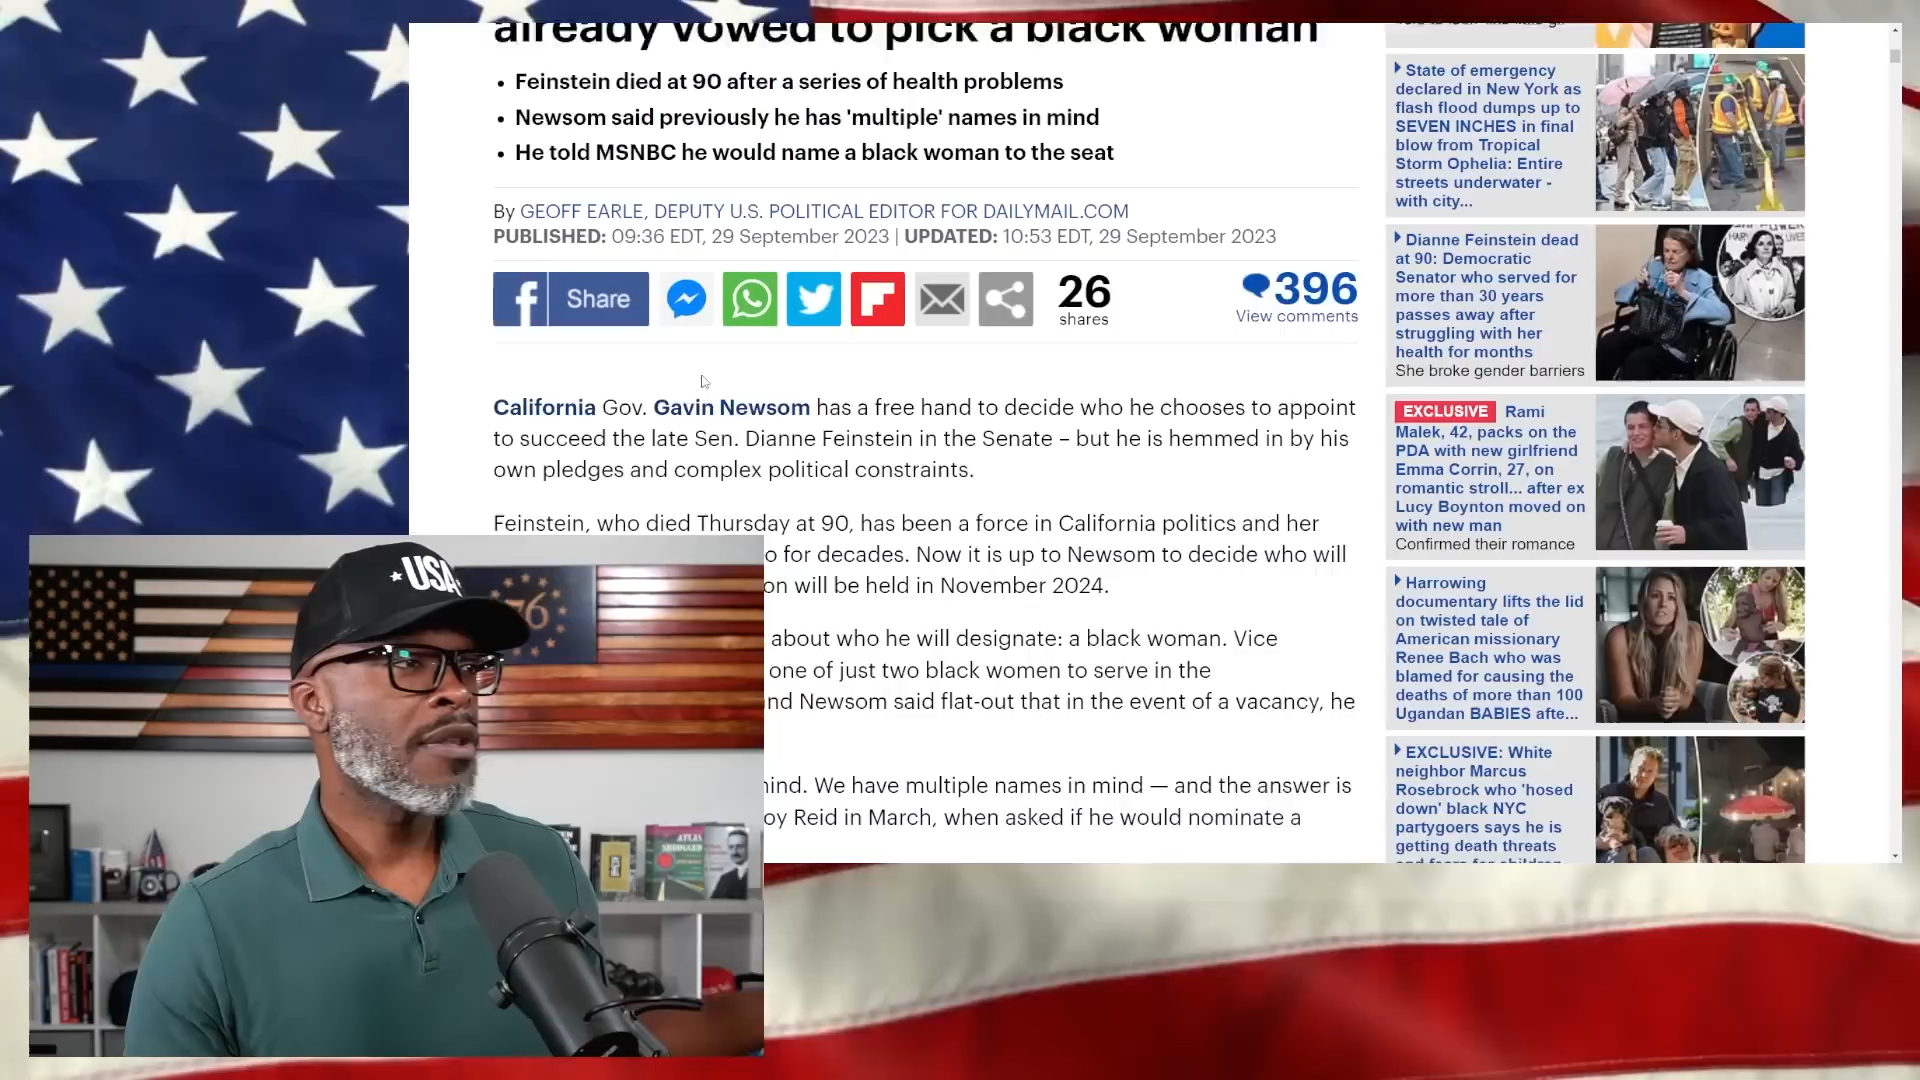 already vowed to pick a black woman
• Feinstein died at 90 after a series of health problems
• Newsom said previously he has 'multiple' names in mind
• He told MSNBC he would name a black woman to the seat
By GEOFF EARLE, DEPUTY U.S. POLITICAL EDITOR FOR DAILYMAIL.COM
PUBLISHED: 09:36 EDT, 29 September 2023 | UPDATED: 10:53 EDT, 29 September 2023
Share
26
shares
396
View comments
California Gov. Gavin Newsom has a free hand to decide who he chooses to appoint
to succeed the late Sen. Dianne Feinstein in the Senate – but he is hemmed in by his
own pledges and complex political constraints.
Feinstein, who died Thursday at 90, has been a force in California politics and her
o for decades. Now it is up to Newsom to decide who will
on will be held in November 2024.
about who he will designate: a black woman. Vice
one of just two black women to serve in the
nd Newsom said flat-out that in the event of a vacancy, he
ind. We have multiple names in mind — and the answer is
oy Reid in March, when asked if he would nominate a
State of emergency
declared in New York as
flash flood dumps up to
SEVEN INCHES in final
blow from Tropical
Storm Ophelia: Entire
streets underwater -
with city...
Dianne Feinstein dead
at 90: Democratic
Senator who served for
more than 30 years
passes away after
struggling with her
health for months
She broke gender barriers
EXCLUSIVE Rami
Malek, 42, packs on the
PDA with new girlfriend
Emma Corrin, 27, on
romantic stroll... after ex
Lucy Boynton moved on
with new man
Confirmed their romance
Harrowing
documentary lifts the lid
on twisted tale of
American missionary
Renee Bach who was
blamed for causing the
deaths of more than 100
Ugandan BABIES afte...
EXCLUSIVE: White
neighbor Marcus
Rosebrock who 'hosed
down' black NYC
partygoers says he is
getting death threats
and fears for children
USA
76
ATLAS
SHRUGGED